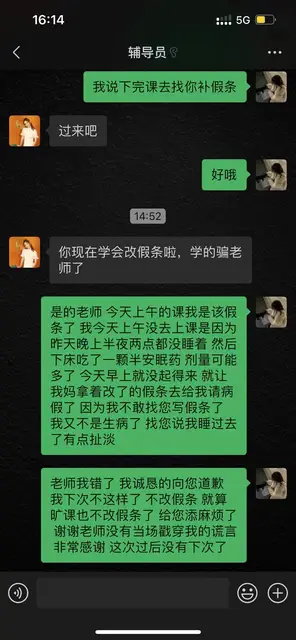 16:14
5G
辅导员
我说下完课去找你补假条
过来吧
好哦
14:52
你现在学会改假条啦，学的骗老
师了
是的老师 今天上午的课我是该假
条了 我今天上午没去上课是因为
昨天晚上半夜两点都没睡着 然后
下床吃了一颗半安眠药 剂量可能
多了 今天早上就没起得来 就让
我妈拿着改了的假条去给我请病
假了 因为我不敢找您写假条了
我又不是生病了 找您说我睡过去
了有点扯淡
老师我错了 我诚恳的向您道歉
我下次不这样了 不改假条 就算
旷课也不改假条了 给您添麻烦了
谢谢老师没有当场戳穿我的谎言
非常感谢 这次过后没有下次了